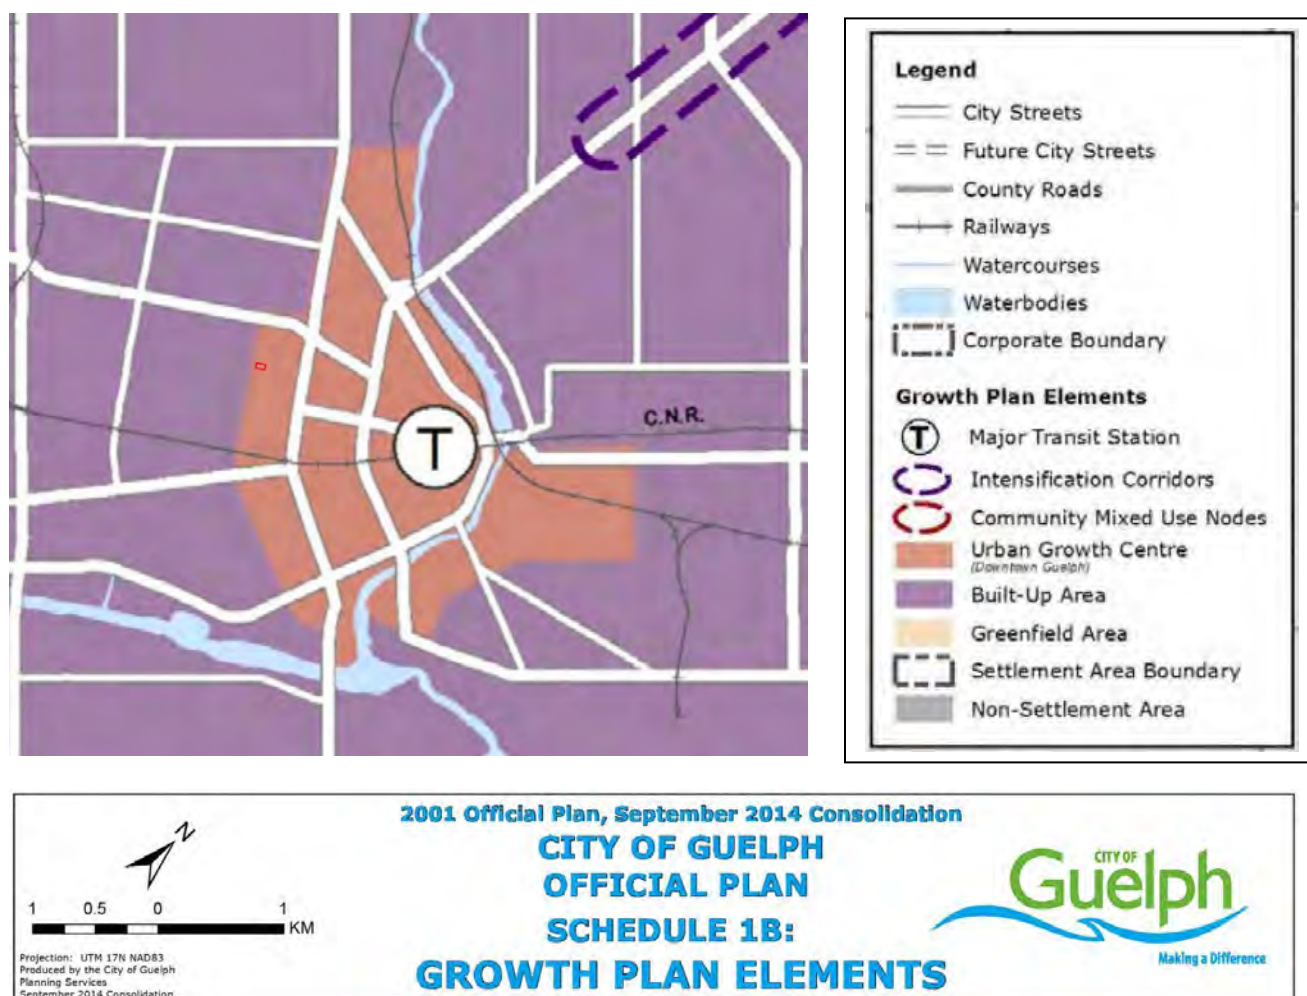 T
C.N.R.
Legend
City Streets
Future City Streets
County Roads
Railways
Watercourses
Waterbodies
Corporate Boundary
Growth Plan Elements
T Major Transit Station
Intensification Corridors
Community Mixed Use Nodes
Urban Growth Centre
(Downtown Guelph)
Built-Up Area
Greenfield Area
Settlement Area Boundary
Non-Settlement Area
N
1 0.5 0 1
KM
Projection: UTM 17N NAD83
Produced by the City of Guelph
Planning Services
September 2014 Consolidation
2001 Official Plan, September 2014 Consolidation
CITY OF GUELPH
OFFICIAL PLAN
SCHEDULE 1B:
GROWTH PLAN ELEMENTS
CITY OF
Guelph
Making a Difference